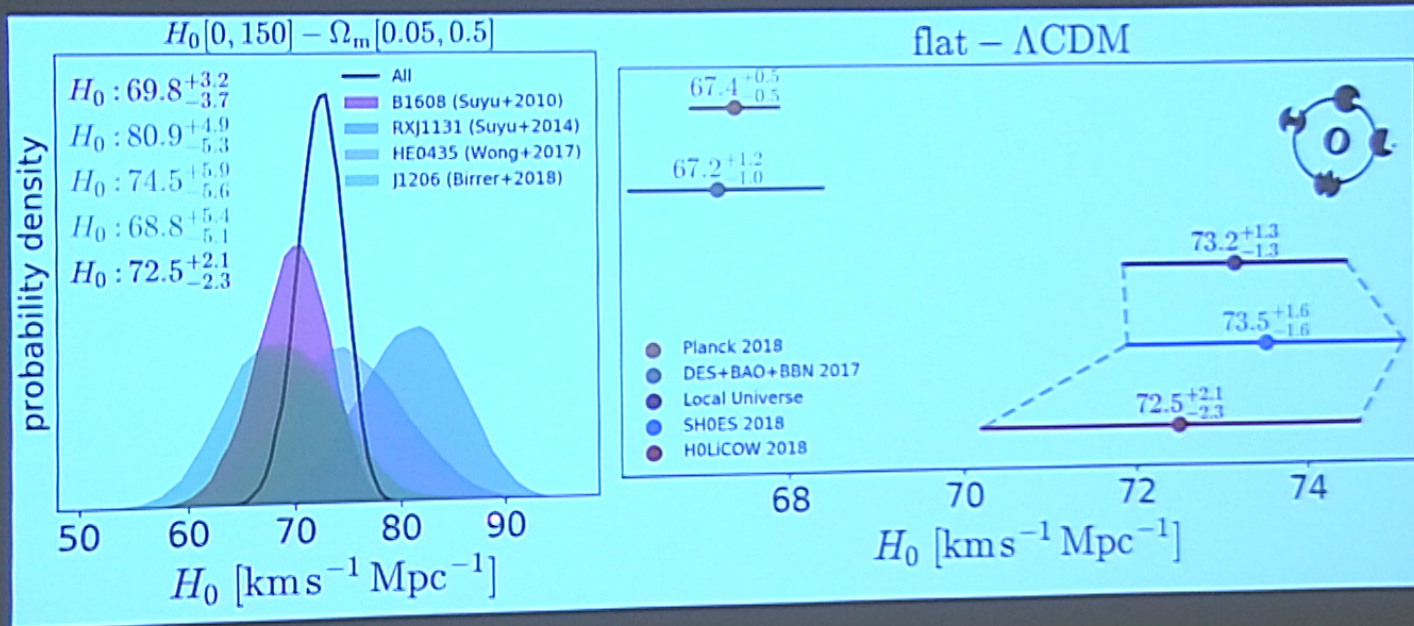 H₀[0, 150] − Ωₘ[0.05, 0.5]
H₀ : 69.8 +3.2 −3.7
H₀ : 80.9 +4.9 −5.3
H₀ : 74.5 +5.9 −5.6
H₀ : 68.8 +5.4 −5.1
H₀ : 72.5 +2.1 −2.3
All
B1608 (Suyu+2010)
RXJ1131 (Suyu+2014)
HE0435 (Wong+2017)
J1206 (Birrer+2018)
probability density
50 60 70 80 90
H₀ [km s⁻¹ Mpc⁻¹]
flat − ΛCDM
67.4 +0.5 −0.5
67.2 +1.2 −1.0
73.2 +1.3 −1.3
73.5 +1.6 −1.6
72.5 +2.1 −2.3
Planck 2018
DES+BAO+BBN 2017
Local Universe
SH0ES 2018
H0LiCOW 2018
68 70 72 74
H₀ [km s⁻¹ Mpc⁻¹]